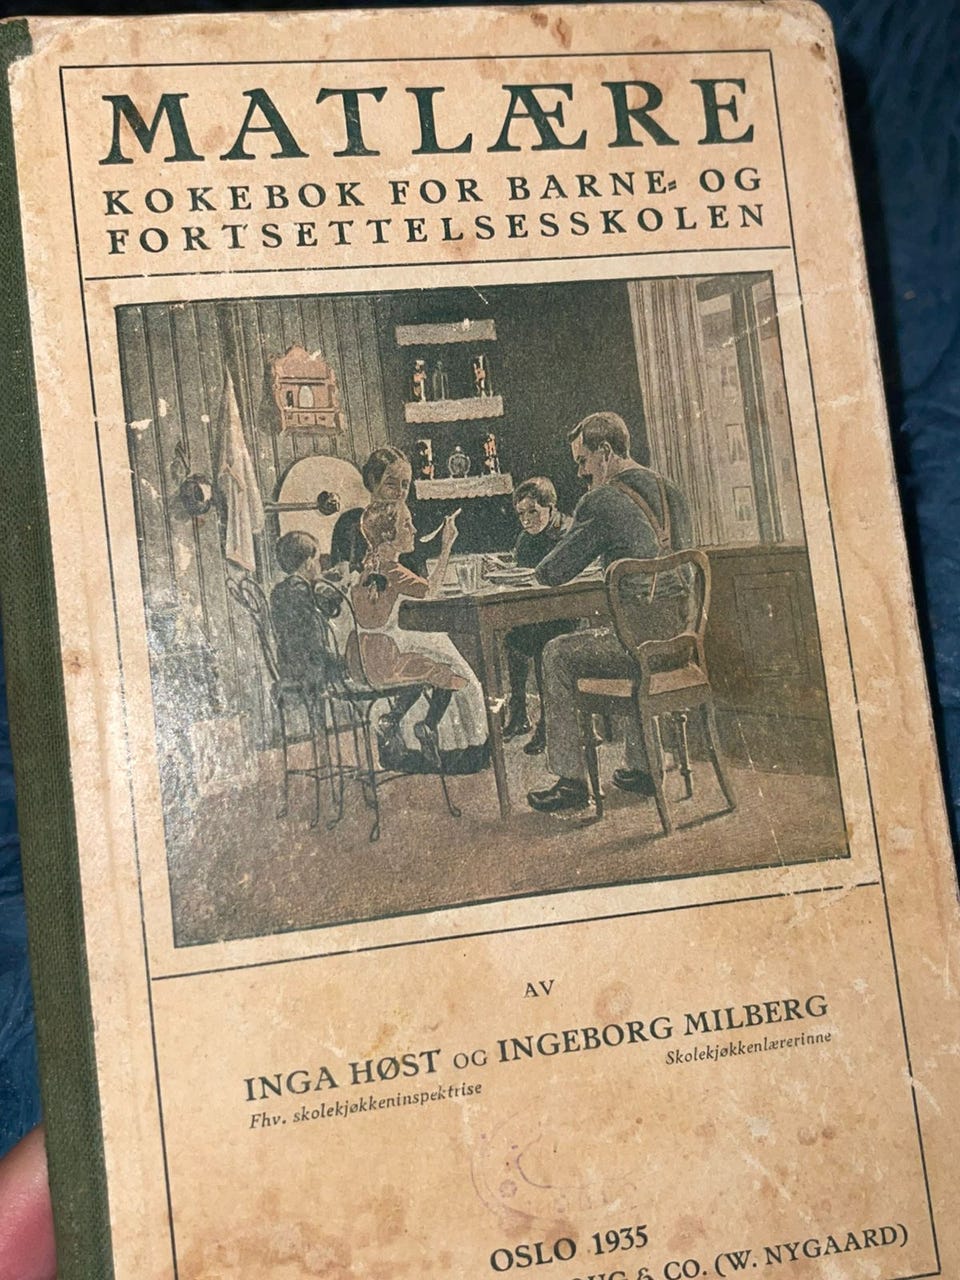 MATLÆRE
KOKEBOK FOR BARNE- OG
FORTSETTELSESSKOLEN
AV
INGA HØST OG INGEBORG MILBERG
Fhv. skolekjøkkeninspektrise
Skolekjøkkenlærerinne
OSLO 1935
& CO. (W. NYGAARD)